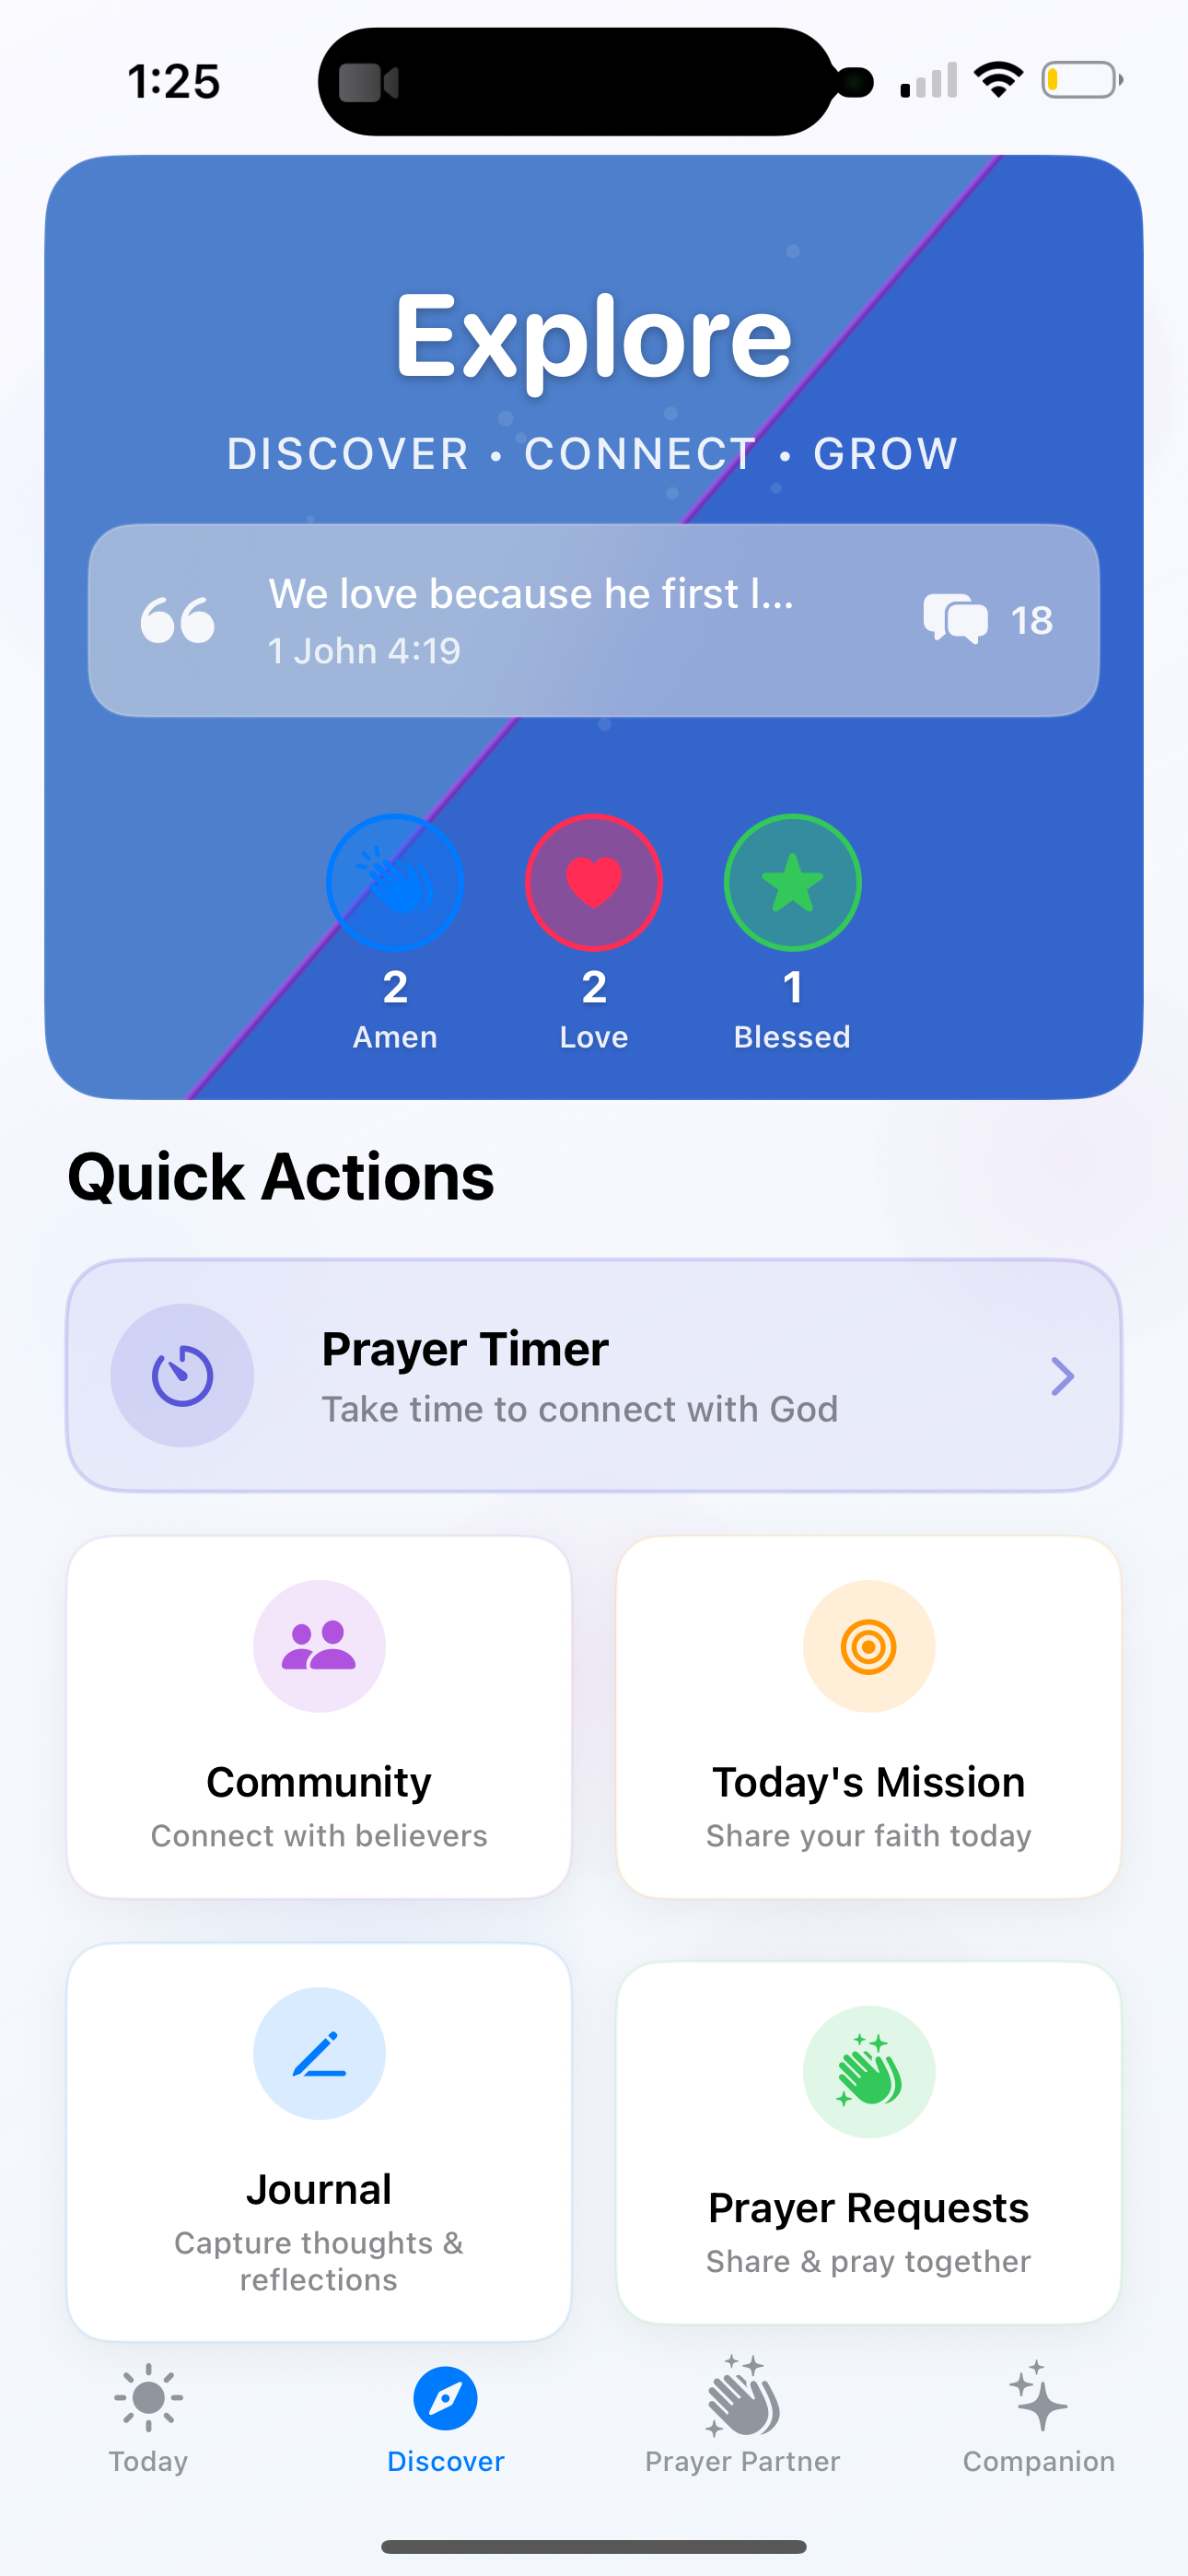 1:25
Explore
DISCOVER • CONNECT • GROW
We love because he first l...
1 John 4:19
18
2
Amen
2
Love
1
Blessed
Quick Actions
Prayer Timer
Take time to connect with God
Community
Connect with believers
Today's Mission
Share your faith today
Journal
Capture thoughts &
reflections
Prayer Requests
Share & pray together
Today
Discover
Prayer Partner
Companion